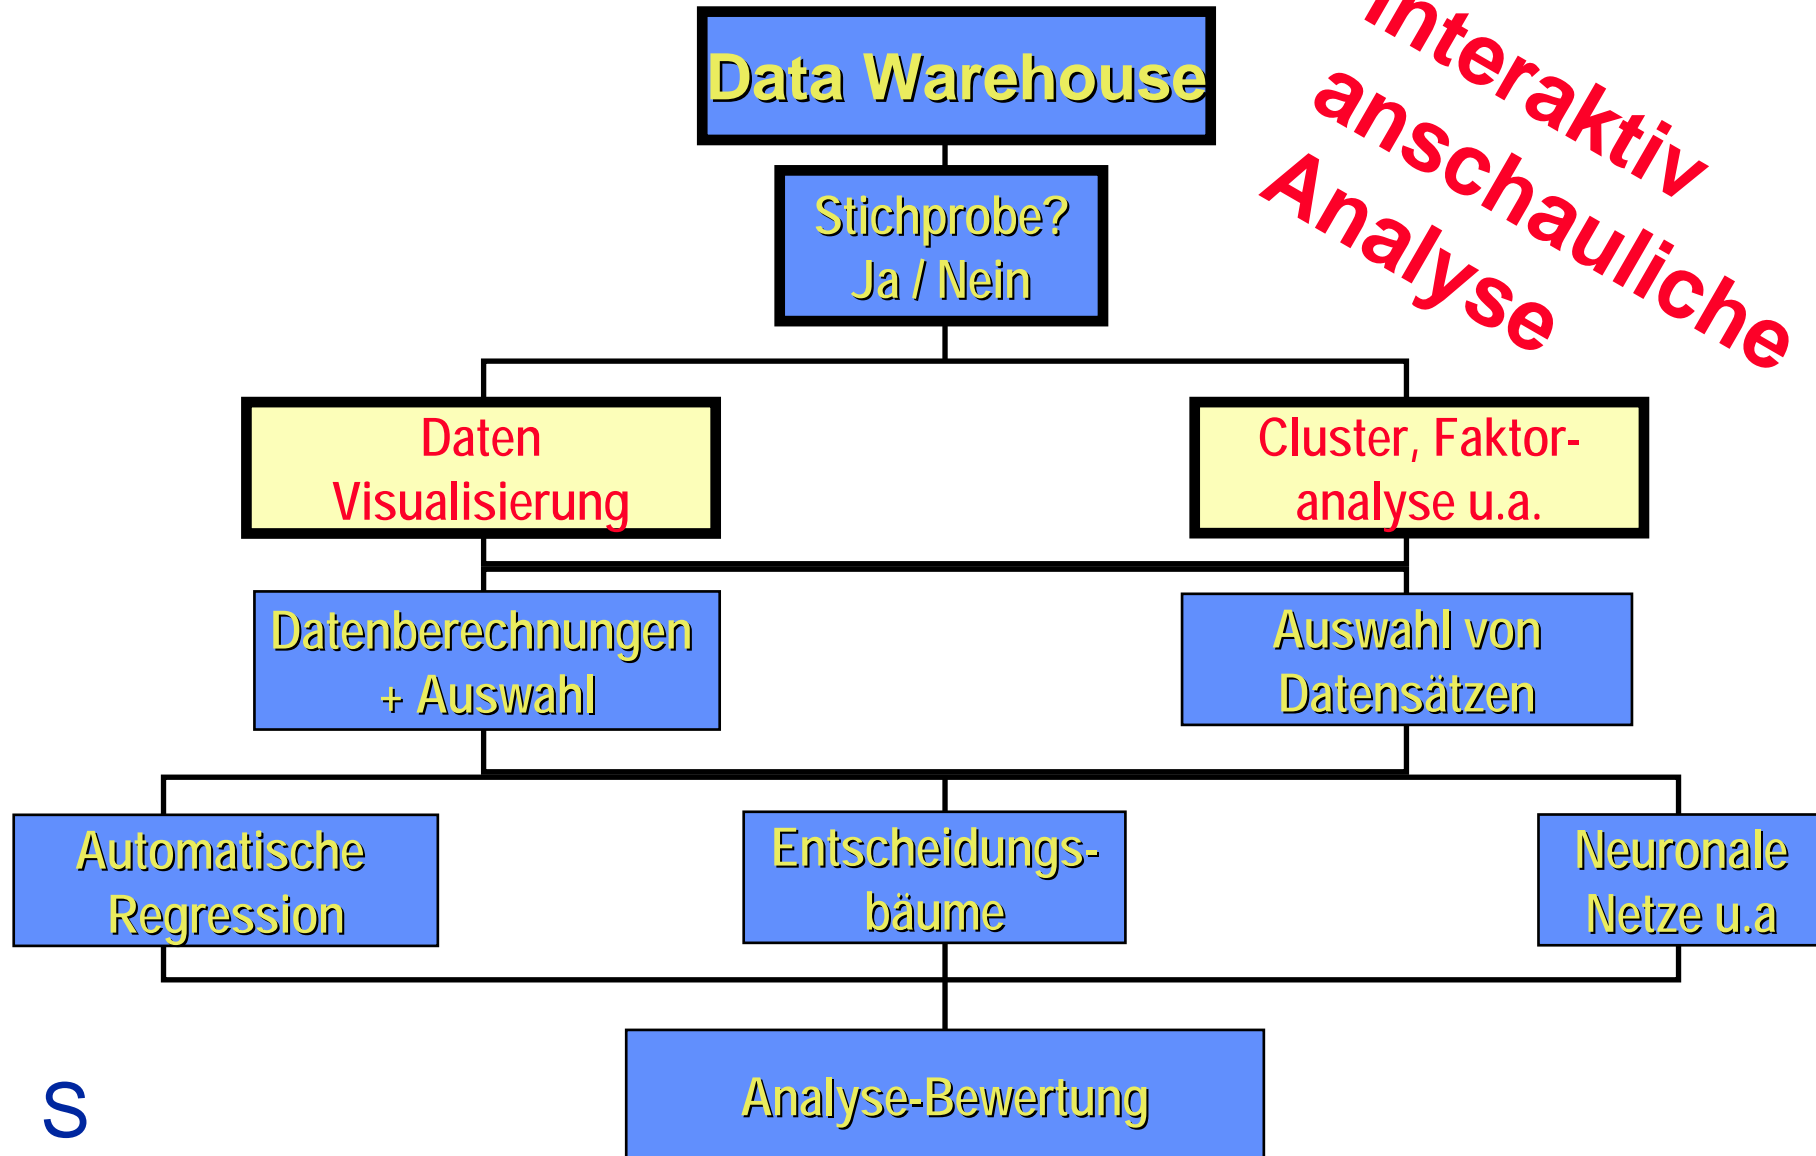 Data Warehouse
Interaktiv
anschauliche
Analyse
Stichprobe?
Ja / Nein
Daten
Visualisierung
Cluster, Faktor-
analyse u.a.
Datenberechnungen
+ Auswahl
Auswahl von
Datensätzen
Automatische
Regression
Entscheidungs-
bäume
Neuronale
Netze u.a
Analyse-Bewertung
S